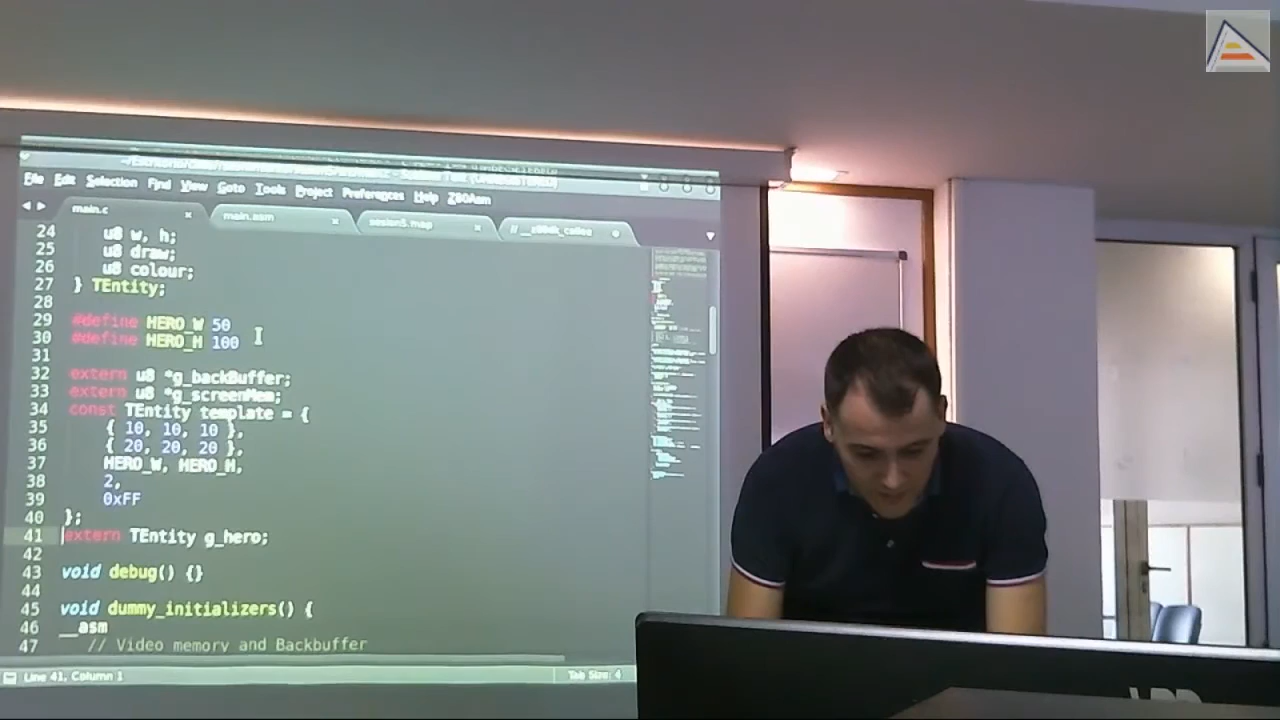 File Edit Selection Find View Goto Tools Project Preferences Help Z80Asm
main.c main.asm sesion5.map
24 u8 w, h;
25 u8 draw;
26 u8 colour;
27 } TEntity;
28
29 #define HERO_W 50
30 #define HERO_H 100
31
32 extern u8 *g_backBuffer;
33 extern u8 *g_screenMem;
34 const TEntity template = {
35 { 10, 10, 10 },
36 { 20, 20, 20 },
37 HERO_W, HERO_H,
38 2,
39 0xFF
40 };
41 extern TEntity g_hero;
42
43 void debug() {}
44
45 void dummy_initializers() {
46 __asm
47 // Video memory and Backbuffer
Line 41, Column 1 Tab Size: 4